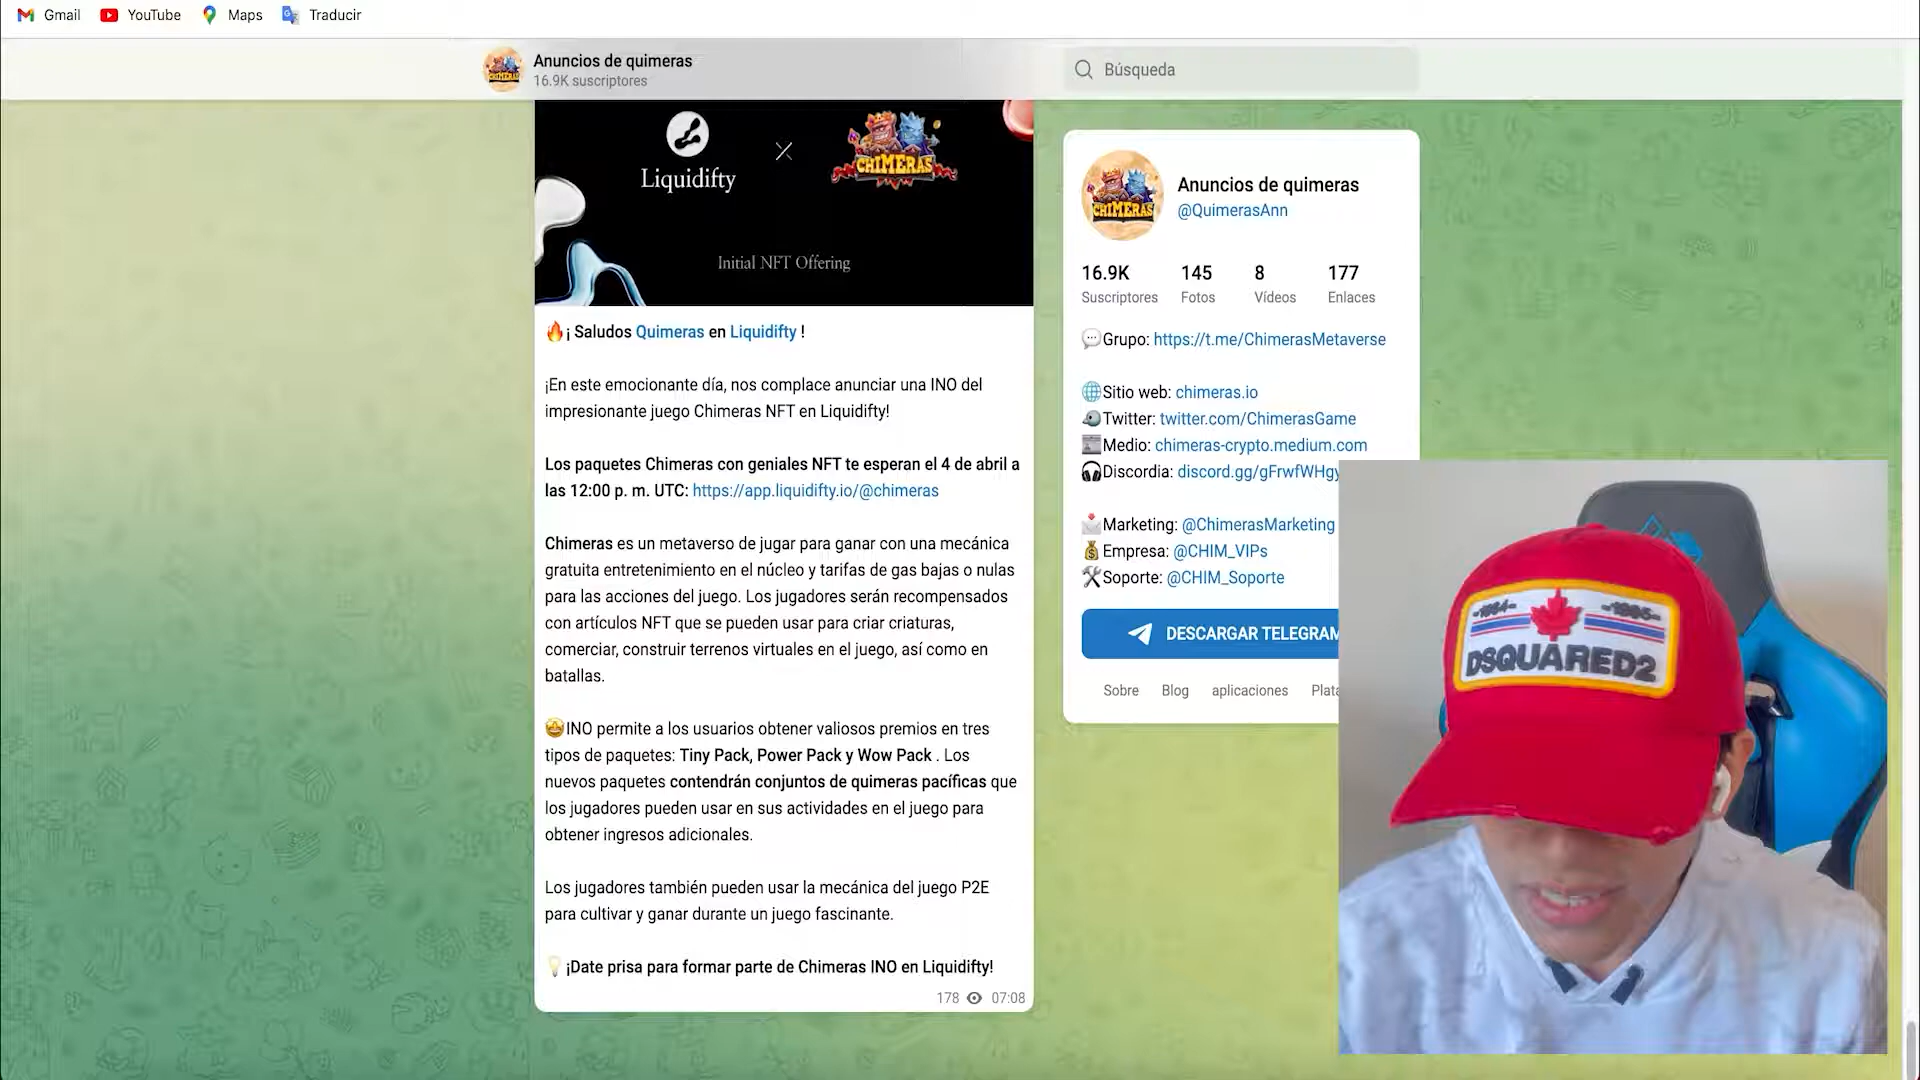 Gmail
YouTube
Maps
Traducir
Anuncios de quimeras
16.9K suscriptores
Búsqueda
Liquidifty
CHIMERAS
Initial NFT Offering
¡ Saludos Quimeras en Liquidifty !
¡En este emocionante día, nos complace anunciar una INO del
impresionante juego Chimeras NFT en Liquidifty!
Los paquetes Chimeras con geniales NFT te esperan el 4 de abril a
las 12:00 p. m. UTC: https://app.liquidifty.io/@chimeras
Chimeras es un metaverso de jugar para ganar con una mecánica
gratuita entretenimiento en el núcleo y tarifas de gas bajas o nulas
para las acciones del juego. Los jugadores serán recompensados
con artículos NFT que se pueden usar para criar criaturas,
comerciar, construir terrenos virtuales en el juego, así como en
batallas.
INO permite a los usuarios obtener valiosos premios en tres
tipos de paquetes: Tiny Pack, Power Pack y Wow Pack . Los
nuevos paquetes contendrán conjuntos de quimeras pacíficas que
los jugadores pueden usar en sus actividades en el juego para
obtener ingresos adicionales.
Los jugadores también pueden usar la mecánica del juego P2E
para cultivar y ganar durante un juego fascinante.
¡Date prisa para formar parte de Chimeras INO en Liquidifty!
178 07:08
CHIMERAS
Anuncios de quimeras
@QuimerasAnn
16.9K 145 8 177
Suscriptores Fotos Vídeos Enlaces
Grupo: https://t.me/ChimerasMetaverse
Sitio web: chimeras.io
Twitter: twitter.com/ChimerasGame
Medio: chimeras-crypto.medium.com
Discordia: discord.gg/gFrwfWHgy
Marketing: @ChimerasMarketing
Empresa: @CHIM_VIPs
Soporte: @CHIM_Soporte
DESCARGAR TELEGRAM
Sobre Blog aplicaciones Plata
-1964- -1995-
DSQUARED2